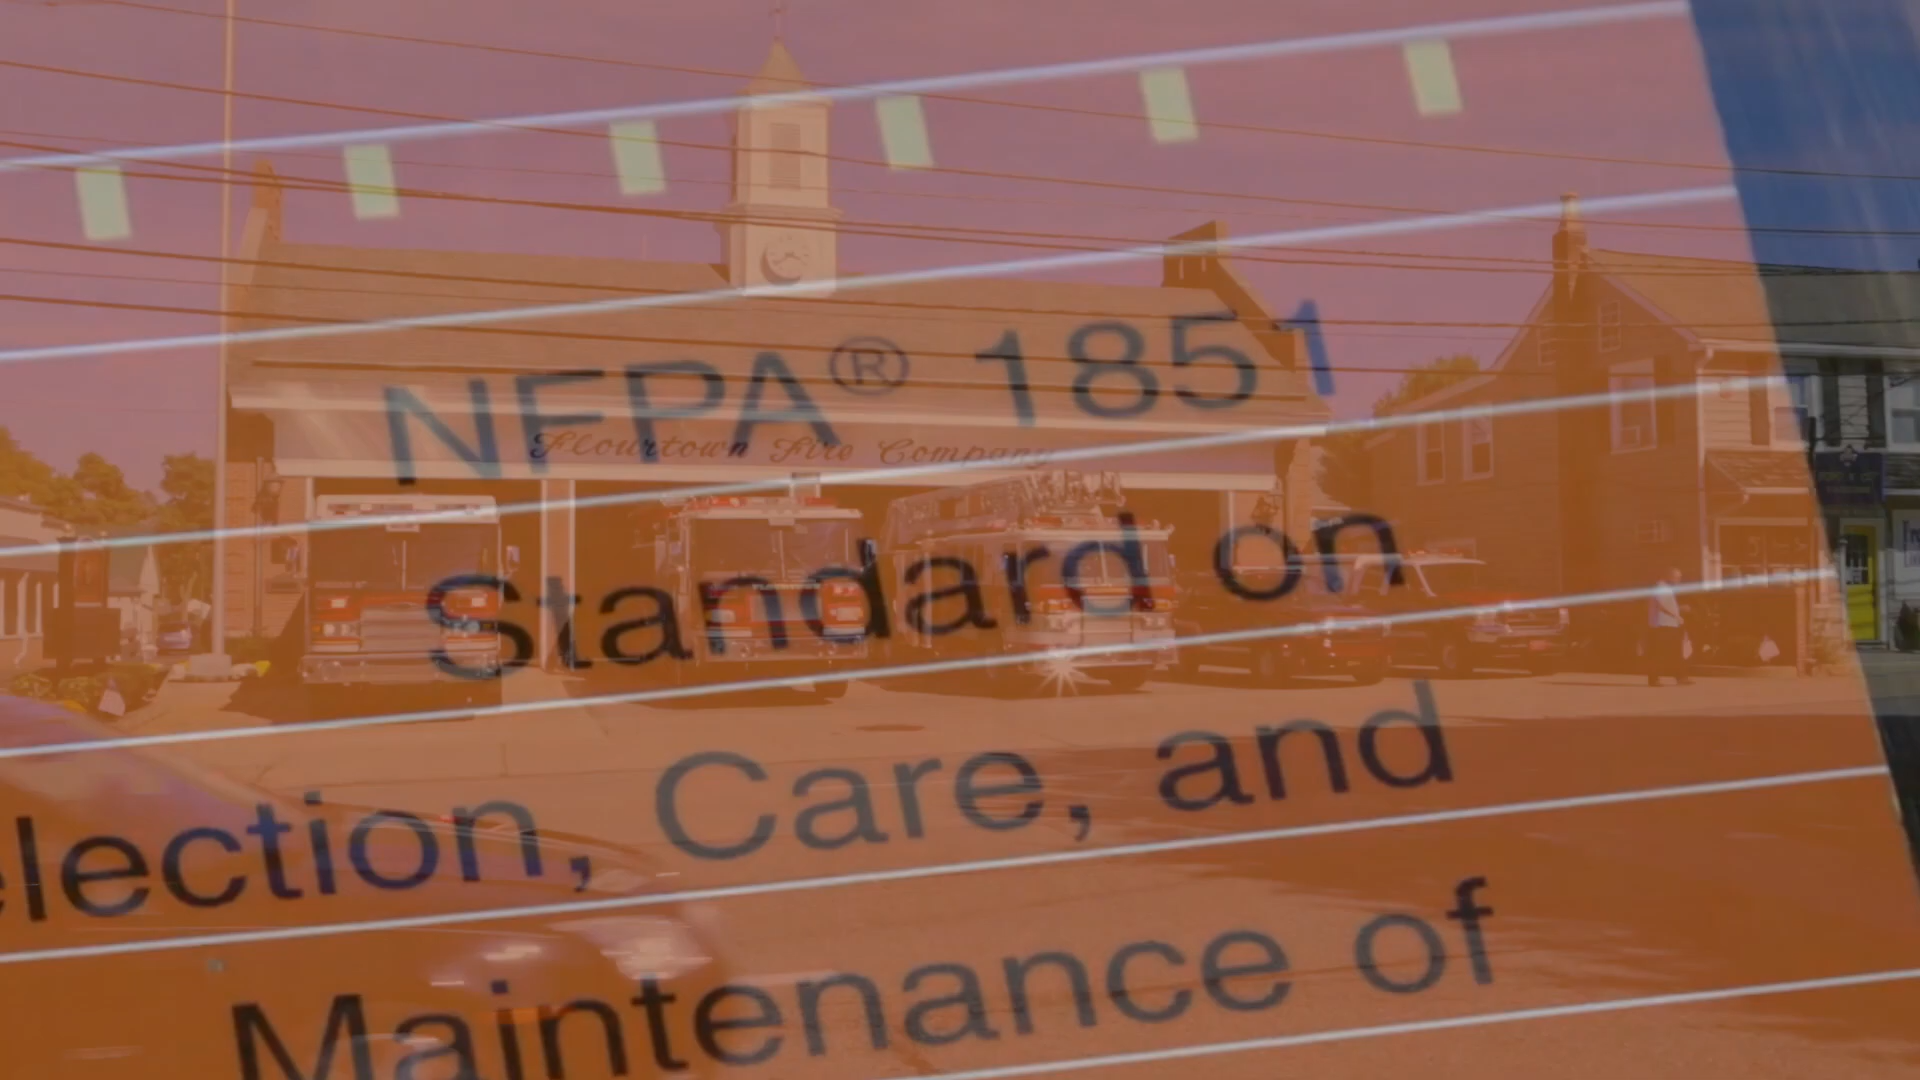 NFPA® 1851
Flourtown Fire Company
Standard on
election, Care, and
Maintenance of